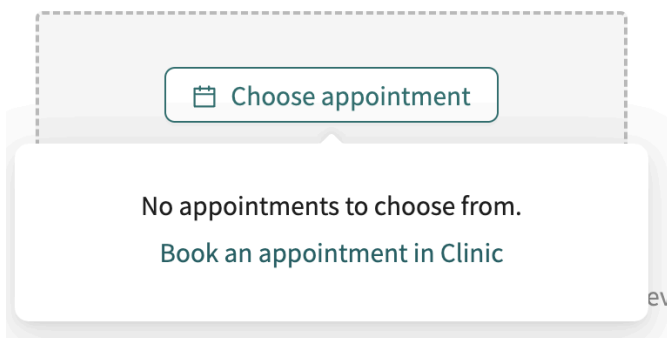 Choose appointment
No appointments to choose from.
Book an appointment in Clinic